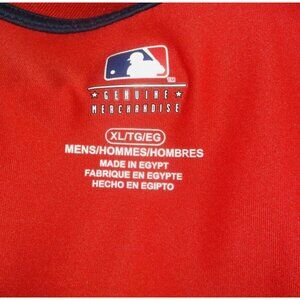 GENUINE
MERCHANDISE
XL/TG/EG
MENS/HOMMES/HOMBRES
MADE IN EGYPT
FABRIQUE EN EGYPTE
HECHO EN EGIPTO